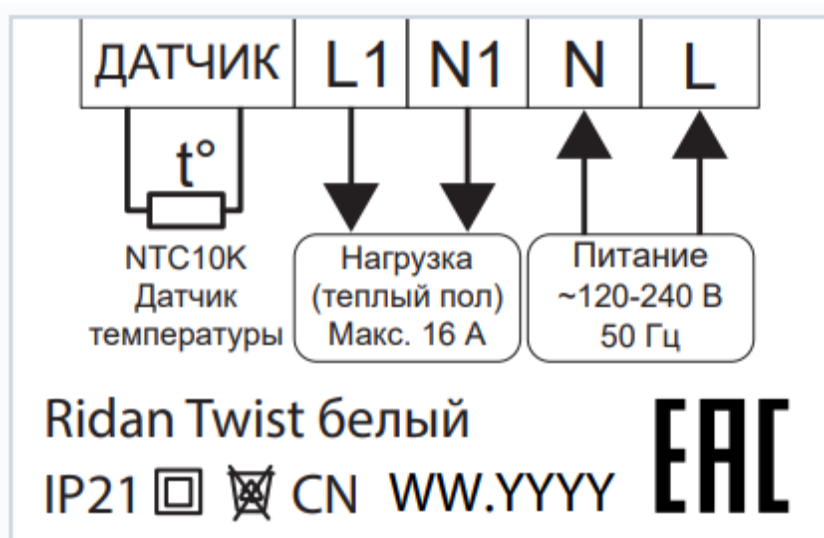 ДАТЧИК L1 N1 N L
t°
NTC10K
Датчик
температуры
Нагрузка
(теплый пол)
Макс. 16 А
Питание
~120-240 В
50 Гц
Ridan Twist белый
IP21 CN WW.YYYY
EAC